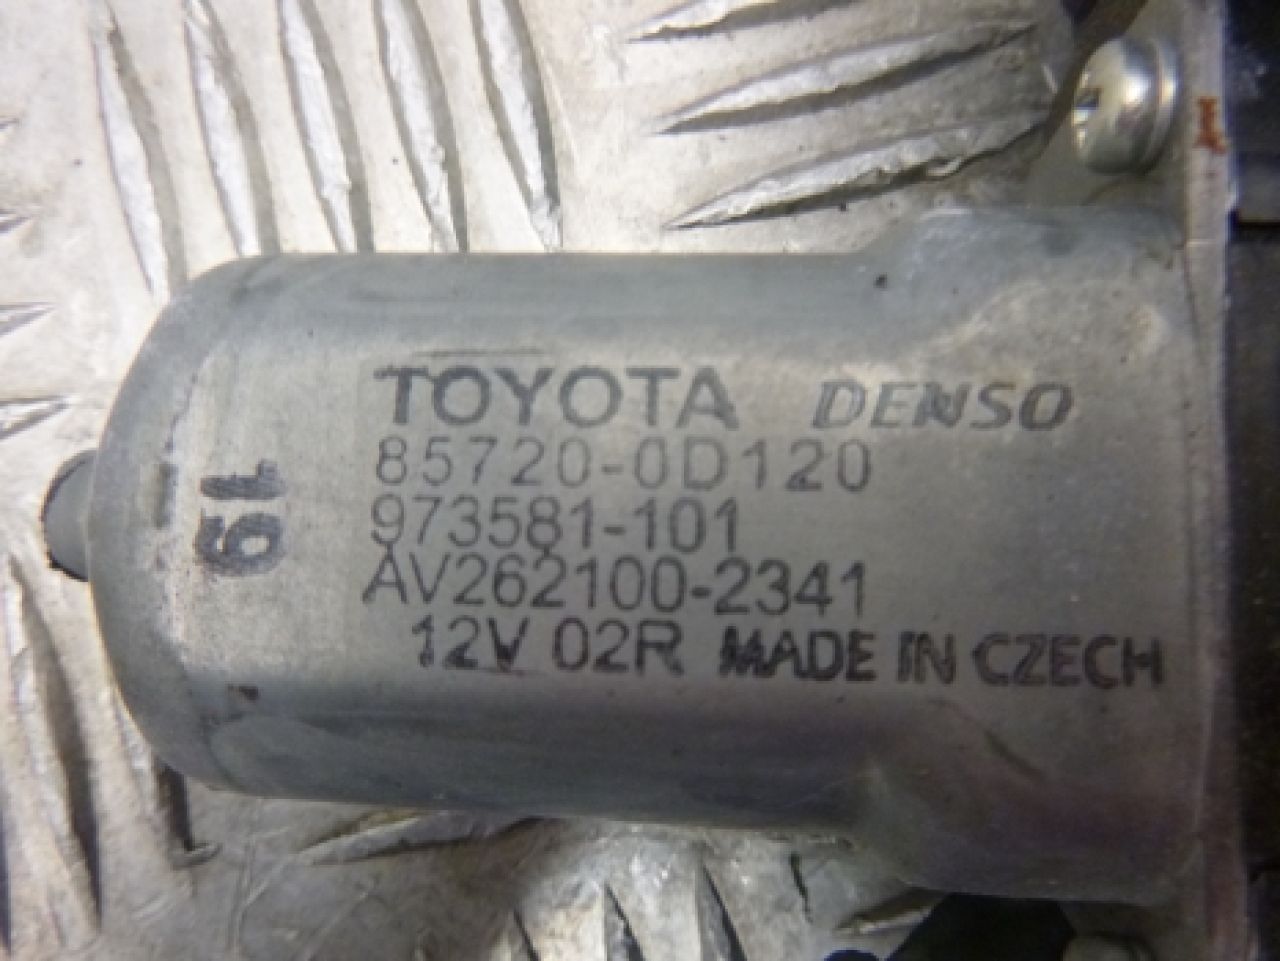 TOYOTA DENSO
85720-0D120
973581-101
AV262100-2341
12V 02R MADE IN CZECH
19